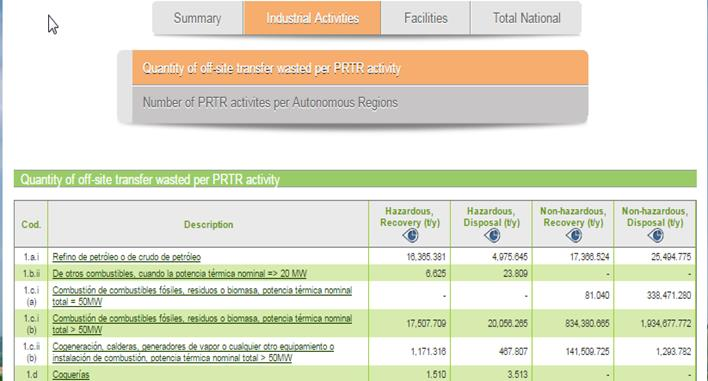 Summary
Industrial Activities
Facilities
Total National
Quantity of off-site transfer wasted per PRTR activity
Number of PRTR activites per Autonomous Regions
Quantity of off-site transfer wasted per PRTR activity
Cod. Description Hazardous, Recovery (t/y) Hazardous, Disposal (t/y) Non-hazardous, Recovery (t/y) Non-hazardous, Disposal (t/y)
1.a.i Refino de petróleo o de crudo de petróleo 16,365.381 4,975.645 17,366.524 25,494.775
1.b.ii De otros combustibles, cuando la potencia térmica nominal => 20 MW 6.625 23.809 - -
1.c.i (a) Combustión de combustibles fósiles, residuos o biomasa, potencia térmica nominal total = 50MW - - 81.040 338,471.280
1.c.i (b) Combustión de combustibles fósiles, residuos o biomasa, potencia térmica nominal total > 50MW 17,507.709 20,056.265 834,380.665 1,934,677.772
1.c.ii (b) Cogeneración, calderas, generadores de vapor o cualquier otro equipamiento o instalación de combustión, potencia térmica nominal total > 50MW 1,171.316 467.807 141,509.725 1,293.782
1.d Coquerías 1.510 3.513 - -